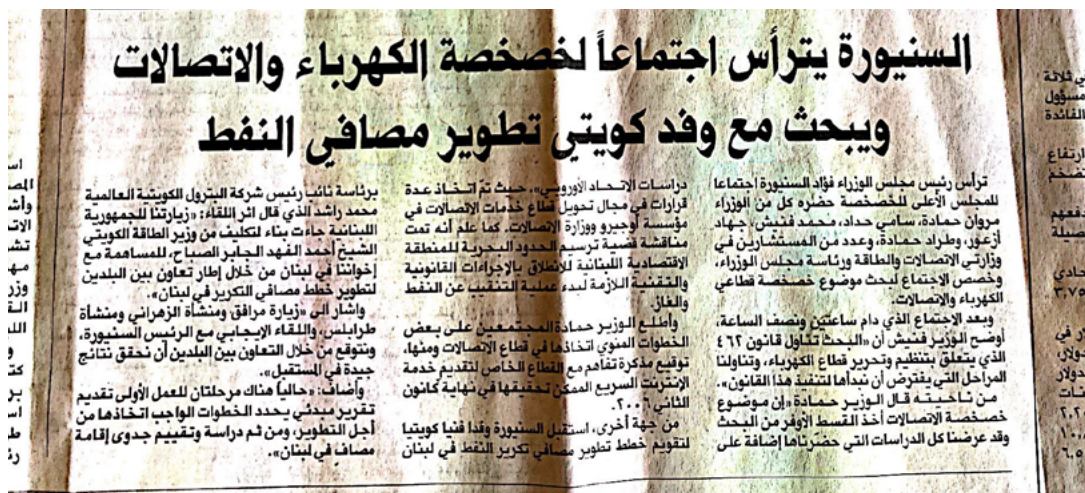 السنيورة يترأس اجتماعاً لخصخصة الكهرباء والاتصالات
ويبحث مع وفد كويتي تطوير مصافي النفط
ترأس رئيس مجلس الوزراء فؤاد السنيورة اجتماعا
للمجلس الأعلى للخصخصة حضره كل من الوزراء
مروان حمادة، سامي حداد، محمد فنيش، جهاد
أزعور، وطراد حمادة، وعدد من المستشارين في
وزارتي الاتصالات والطاقة ورئاسة مجلس الوزراء،
وخصص الاجتماع لبحث موضوع خصخصة قطاعي
الكهرباء والاتصالات.
وبعد الاجتماع الذي دام ساعتين ونصف الساعة،
أوضح الوزير فنيش أن «البحث تناول قانون ٤٦٢
الذي يتعلق بتنظيم وتحرير قطاع الكهرباء، وتناولنا
المراحل التي يفترض أن نبدأها لتنفيذ هذا القانون».
من ناحيته قال الوزير حمادة «إن موضوع
خصخصة الاتصالات أخذ القسط الأوفر من البحث
وقد عرضنا كل الدراسات التي حضرناها إضافة على
دراسات الاتحاد الأوروبي»، حيث تم اتخاذ عدة
قرارات في مجال تحويل قطاع خدمات الاتصالات في
مؤسسة أوجيرو ووزارة الاتصالات. كما علم أنه تمت
مناقشة قضية ترسيم الحدود البحرية للمنطقة
الاقتصادية اللبنانية للانطلاق بالإجراءات القانونية
والتقنية اللازمة لبدء عملية التنقيب عن النفط
والغاز.
وأطلع الوزير حمادة المجتمعين على بعض
الخطوات المنوي اتخاذها في قطاع الاتصالات ومنها،
توقيع مذكرة تفاهم مع القطاع الخاص لتقديم خدمة
الإنترنت السريع الممكن تحقيقها في نهاية كانون
الثاني ٢٠٠٦.
من جهة أخرى، استقبل السنيورة وفدا فنيا كويتيا
لتقويم خطط تطوير مصافي تكرير النفط في لبنان
برئاسة نائب رئيس شركة البترول الكويتية العالمية
محمد راشد الذي قال اثر اللقاء: «زيارتنا للجمهورية
اللبنانية جاءت بناء لتكليف من وزير الطاقة الكويتي
الشيخ أحمد الفهد الجابر الصباح، للمساهمة مع
إخواننا في لبنان من خلال إطار تعاون بين البلدين
لتطوير خطط مصافي التكرير في لبنان».
واشار الى «زيارة مرافق ومنشأة الزهراني ومنشأة
طرابلس، واللقاء الإيجابي مع الرئيس السنيورة،
ونتوقع من خلال التعاون بين البلدين أن نحقق نتائج
جيدة في المستقبل».
وأضاف: «حالياً هناك مرحلتان للعمل الأولى تقديم
تقرير مبدئي يحدد الخطوات الواجب اتخاذها من
أجل التطوير، ومن ثم دراسة وتقييم جدوى إقامة
مصاف في لبنان».